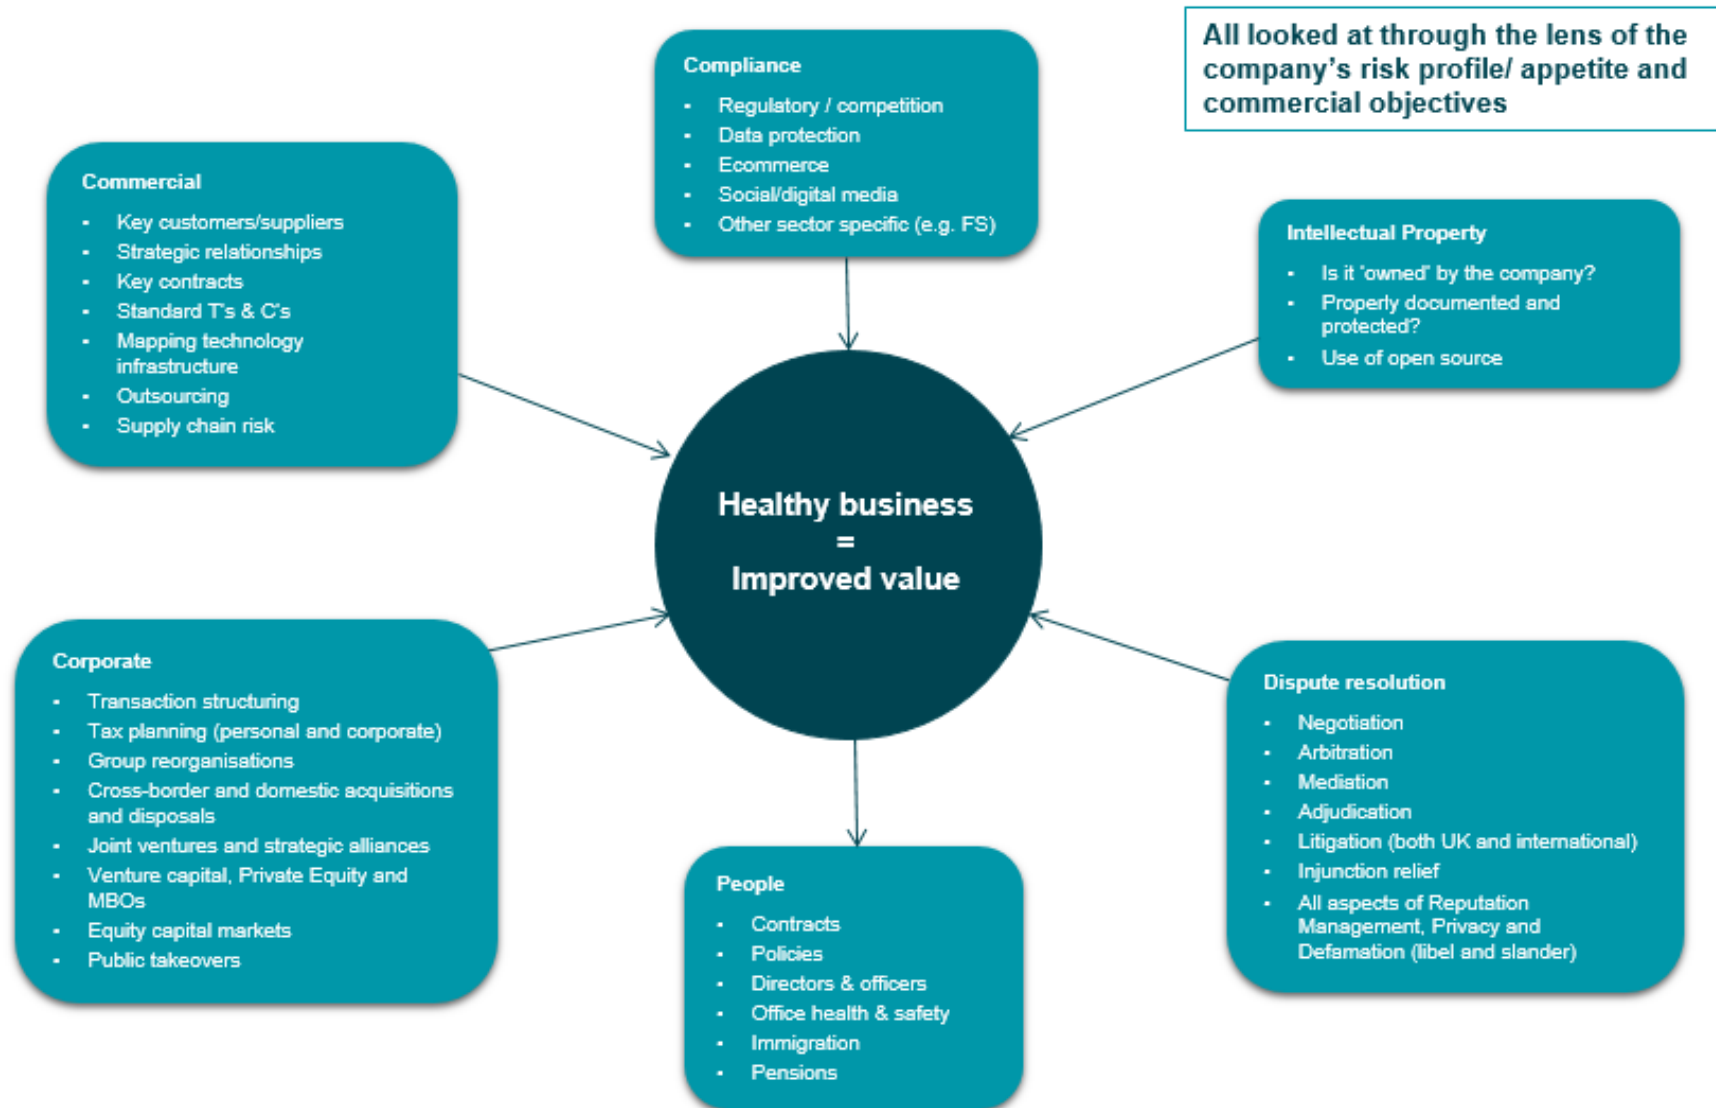 All looked at through the lens of the
company's risk profile/ appetite and
commercial objectives
Compliance
- Regulatory / competition
- Data protection
- Ecommerce
- Social/digital media
- Other sector specific (e.g. FS)
Commercial
- Key customers/suppliers
- Strategic relationships
- Key contracts
- Standard T's & C's
- Mapping technology
infrastructure
- Outsourcing
- Supply chain risk
Intellectual Property
- Is it 'owned' by the company?
- Properly documented and
protected?
- Use of open source
Healthy business
=
Improved value
Corporate
- Transaction structuring
- Tax planning (personal and corporate)
- Group reorganisations
- Cross-border and domestic acquisitions
and disposals
- Joint ventures and strategic alliances
- Venture capital, Private Equity and
MBOs
- Equity capital markets
- Public takeovers
Dispute resolution
- Negotiation
- Arbitration
- Mediation
- Adjudication
- Litigation (both UK and international)
- Injunction relief
- All aspects of Reputation
Management, Privacy and
Defamation (libel and slander)
People
- Contracts
- Policies
- Directors & officers
- Office health & safety
- Immigration
- Pensions